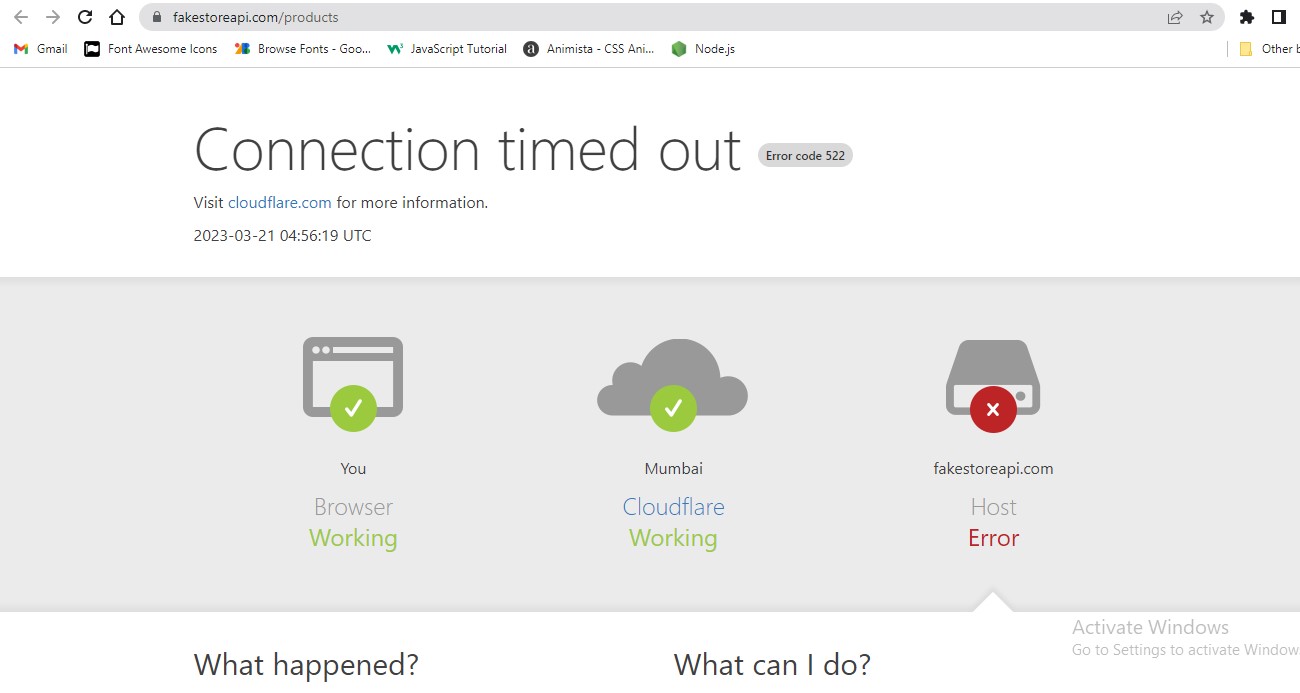 fakestoreapi.com/products
Gmail Font Awesome Icons Browse Fonts - Goo... JavaScript Tutorial Animista - CSS Ani... Node.js Other b
Connection timed out Error code 522
Visit cloudflare.com for more information.
2023-03-21 04:56:19 UTC
You Mumbai fakestoreapi.com
Browser Cloudflare Host
Working Working Error
Activate Windows
Go to Settings to activate Window
What happened? What can I do?